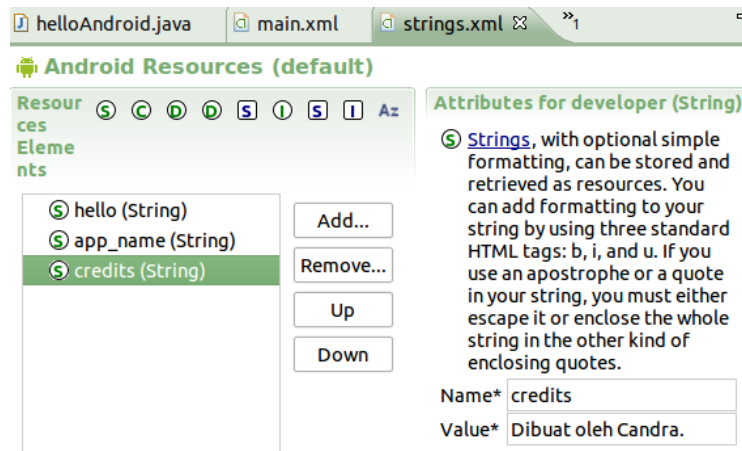 helloAndroid.java main.xml strings.xml »1
Android Resources (default)
Resour
ces
Eleme
nts
S C D D S I S I Az
hello (String)
app_name (String)
credits (String)
Add...
Remove...
Up
Down
Attributes for developer (String)
Strings, with optional simple
formatting, can be stored and
retrieved as resources. You
can add formatting to your
string by using three standard
HTML tags: b, i, and u. If you
use an apostrophe or a quote
in your string, you must either
escape it or enclose the whole
string in the other kind of
enclosing quotes.
Name* credits
Value* Dibuat oleh Candra.